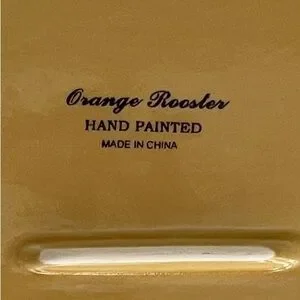 Orange Rooster
HAND PAINTED
MADE IN CHINA